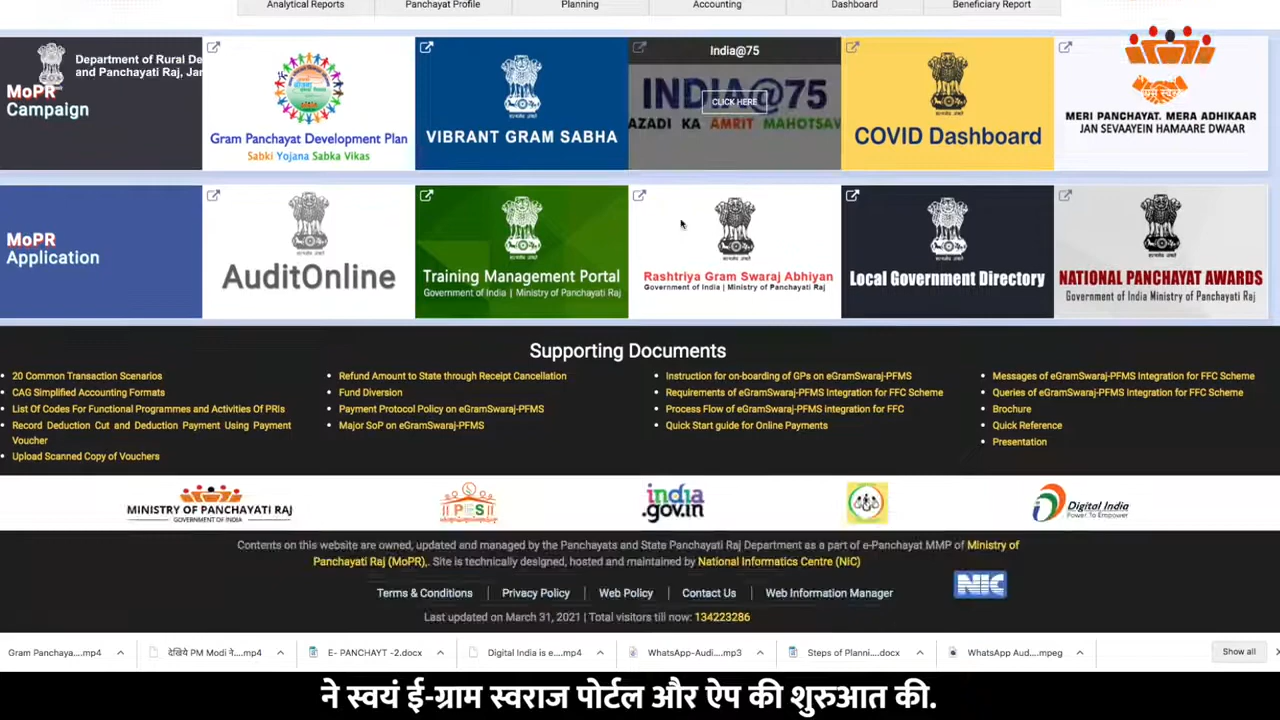 Analytical Reports
Panchayat Profile
Planning
Accounting
Dashboard
Beneficiary Report
Department of Rural De
and Panchayati Raj, Jar
MoPR
Campaign
Gram Panchayat Development Plan
Sabki Yojana Sabka Vikas
VIBRANT GRAM SABHA
India@75
INDIA@75
CLICK HERE
AZADI KA AMRIT MAHOTSAV
COVID Dashboard
MERI PANCHAYAT. MERA ADHIKAAR
JAN SEVAAYEIN HAMAARE DWAAR
MoPR
Application
AuditOnline
Training Management Portal
Government of India | Ministry of Panchayati Raj
Rashtriya Gram Swaraj Abhiyan
Government of India | Ministry of Panchayati Raj
Local Government Directory
NATIONAL PANCHAYAT AWARDS
Government of India Ministry of Panchayati Raj
Supporting Documents
20 Common Transaction Scenarios
CAG Simplified Accounting Formats
List Of Codes For Functional Programmes and Activities Of PRIs
Record Deduction Cut and Deduction Payment Using Payment
Voucher
Upload Scanned Copy of Vouchers
Refund Amount to State through Receipt Cancellation
Fund Diversion
Payment Protocol Policy on eGramSwaraj-PFMS
Major SoP on eGramSwaraj-PFMS
Instruction for on-boarding of GPs on eGramSwaraj-PFMS
Requirements of eGramSwaraj-PFMS Integration for FFC Scheme
Process Flow of eGramSwaraj-PFMS integration for FFC
Quick Start guide for Online Payments
Messages of eGramSwaraj-PFMS Integration for FFC Scheme
Queries of eGramSwaraj-PFMS Integration for FFC Scheme
Brochure
Quick Reference
Presentation
MINISTRY OF PANCHAYATI RAJ
GOVERNMENT OF INDIA
PES
india
.gov.in
Digital India
Power To Empower
Contents on this website are owned, updated and managed by the Panchayats and State Panchayati Raj Department as a part of e-Panchayat MMP of Ministry of
Panchayati Raj (MoPR),. Site is technically designed, hosted and maintained by National Informatics Centre (NIC)
NIC
Terms & Conditions | Privacy Policy | Web Policy | Contact Us | Web Information Manager
Last updated on March 31, 2021 | Total visitors till now: 134223286
Gram Panchaya....mp4
देखिये PM Modi ने....mp4
E- PANCHAYT -2.docx
Digital India is e....mp4
WhatsApp-Audi....mp3
Steps of Planni....docx
WhatsApp Aud....mpeg
Show all
ने स्वयं ई-ग्राम स्वराज पोर्टल और ऐप की शुरुआत की.